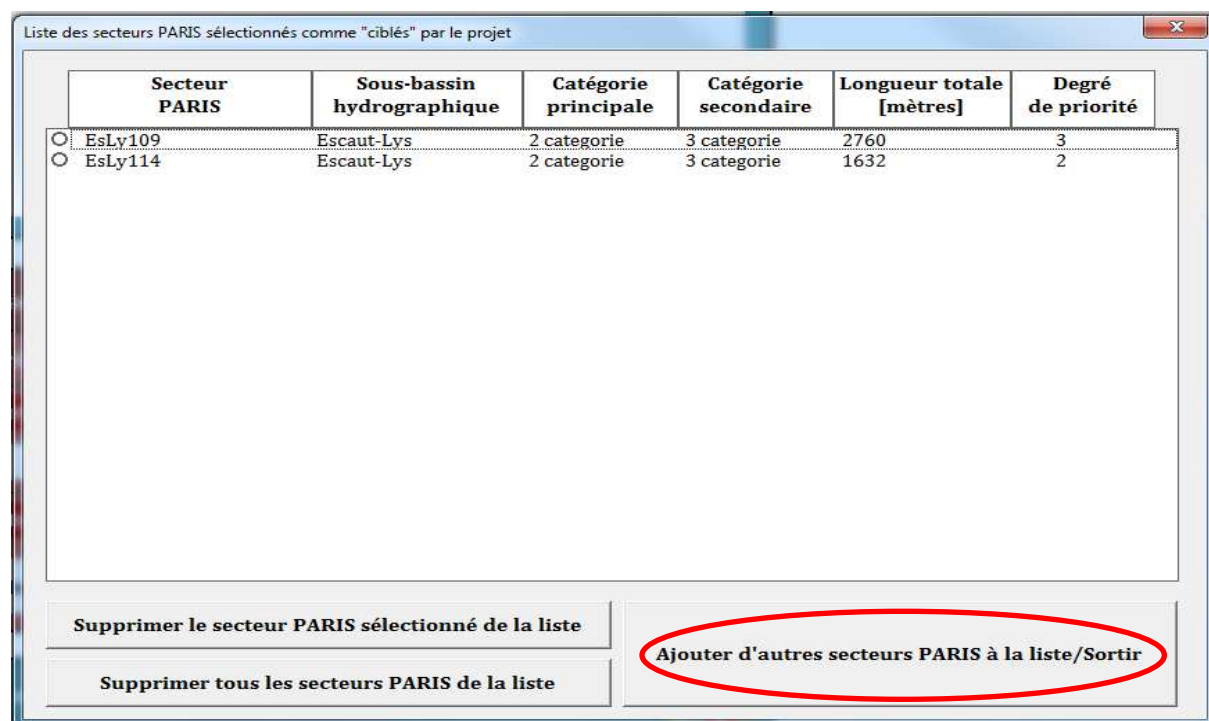 Liste des secteurs PARIS sélectionnés comme "ciblés" par le projet
Secteur PARIS Sous-bassin hydrographique Catégorie principale Catégorie secondaire Longueur totale [mètres] Degré de priorité
EsLy109 Escaut-Lys 2 categorie 3 categorie 2760 3
EsLy114 Escaut-Lys 2 categorie 3 categorie 1632 2
Supprimer le secteur PARIS sélectionné de la liste
Ajouter d'autres secteurs PARIS à la liste/Sortir
Supprimer tous les secteurs PARIS de la liste